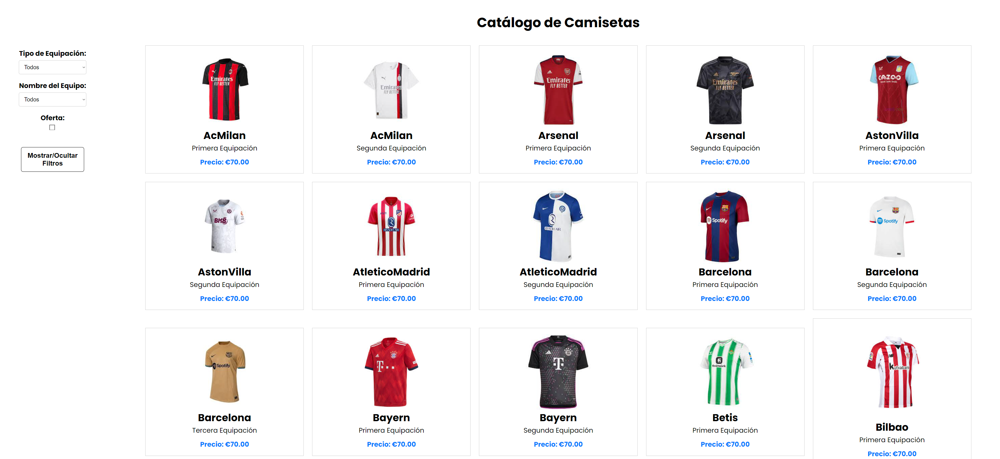 Catálogo de Camisetas
Tipo de Equipación:
Todos
Nombre del Equipo:
Todos
Oferta:
Mostrar/Ocultar
Filtros
Emirates
FLY BETTER
AcMilan
Primera Equipación
Precio: €70.00
Emirates
FLY BETTER
AcMilan
Segunda Equipación
Precio: €70.00
Emirates
FLY BETTER
Arsenal
Primera Equipación
Precio: €70.00
Emirates
FLY BETTER
Arsenal
Segunda Equipación
Precio: €70.00
CAZOO
AstonVilla
Primera Equipación
Precio: €70.00
BK8
AstonVilla
Segunda Equipación
Precio: €70.00
RIYADH AIR
AtleticoMadrid
Primera Equipación
Precio: €70.00
RIYADH AIR
AtleticoMadrid
Segunda Equipación
Precio: €70.00
Spotify
Barcelona
Primera Equipación
Precio: €70.00
Spotify
Barcelona
Segunda Equipación
Precio: €70.00
Spotify
Barcelona
Tercera Equipación
Precio: €70.00
T
Bayern
Primera Equipación
Precio: €70.00
T
Bayern
Segunda Equipación
Precio: €70.00
fi
finetwork
Betis
Primera Equipación
Precio: €70.00
Kutxabank
Bilbao
Primera Equipación
Precio: €70.00